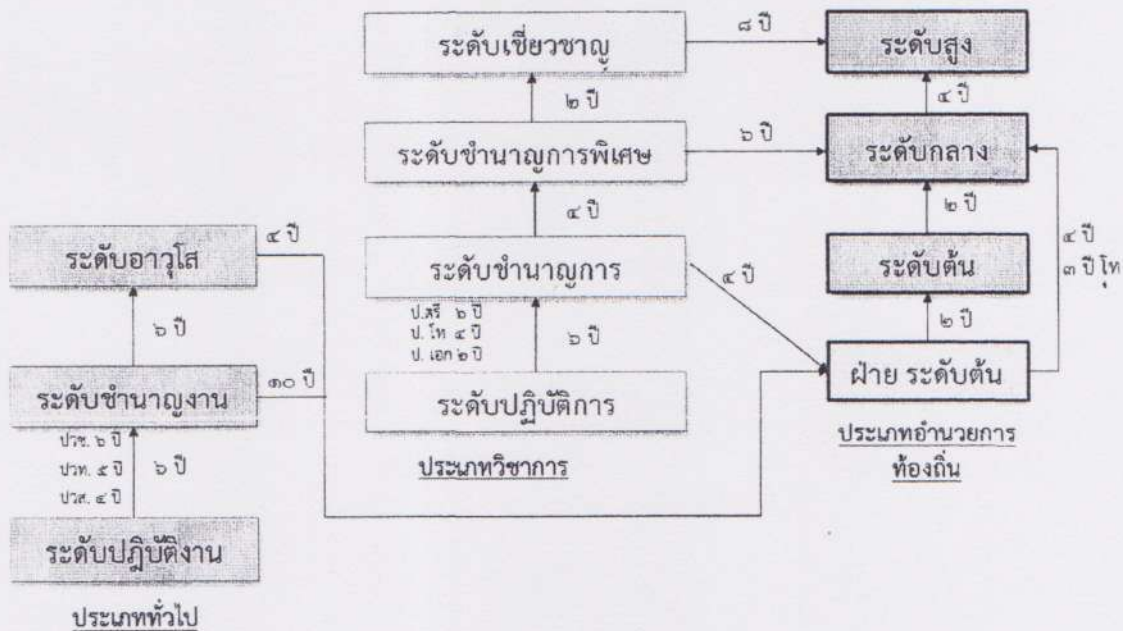 ระดับเชี่ยวชาญ
๘ ปี
ระดับสูง
๒ ปี
๔ ปี
ระดับชำนาญการพิเศษ
๖ ปี
ระดับกลาง
๔ ปี
๒ ปี
ระดับอาวุโส
๔ ปี
ระดับชำนาญการ
๔ ปี
ระดับต้น
๔ ปี
๓ ปี โท
๖ ปี
ป.ตรี ๖ ปี
ป. โท ๔ ปี
ป. เอก ๒ ปี
๖ ปี
๒ ปี
ระดับชำนาญงาน
๑๐ ปี
ระดับปฏิบัติการ
ฝ่าย ระดับต้น
ปวช. ๖ ปี
ปวท. ๕ ปี
ปวส. ๔ ปี
๖ ปี
ประเภทวิชาการ
ประเภทอำนวยการ
ท้องถิ่น
ระดับปฏิบัติงาน
ประเภททั่วไป